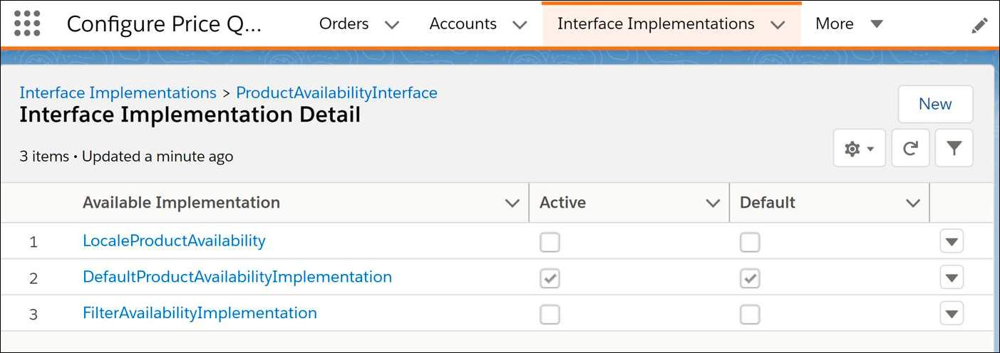 Configure Price Q... Orders Accounts Interface Implementations More
Interface Implementations > ProductAvailabilityInterface
Interface Implementation Detail
New
3 items • Updated a minute ago
Available Implementation Active Default
1 LocaleProductAvailability
2 DefaultProductAvailabilityImplementation
3 FilterAvailabilityImplementation